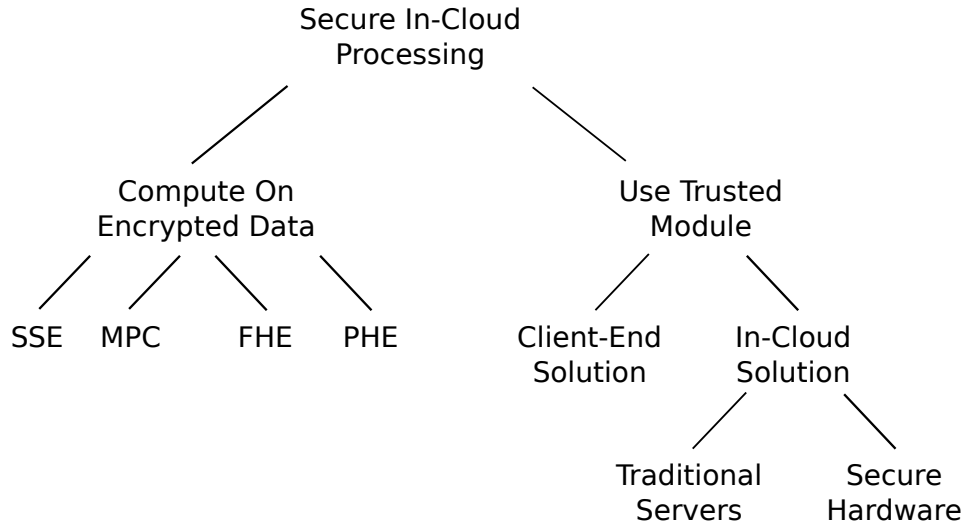 Secure In-Cloud
Processing
Compute On
Encrypted Data
Use Trusted
Module
SSE
MPC
FHE
PHE
Client-End
Solution
In-Cloud
Solution
Traditional
Servers
Secure
Hardware